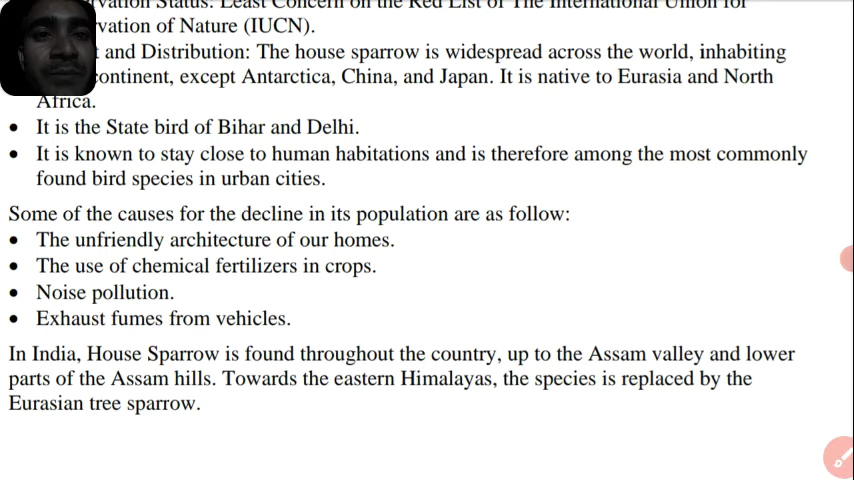 rvation Status: Least Concern on the Red List of The International Union for
rvation of Nature (IUCN).
t and Distribution: The house sparrow is widespread across the world, inhabiting
continent, except Antarctica, China, and Japan. It is native to Eurasia and North
Africa.
• It is the State bird of Bihar and Delhi.
• It is known to stay close to human habitations and is therefore among the most commonly
found bird species in urban cities.
Some of the causes for the decline in its population are as follow:
• The unfriendly architecture of our homes.
• The use of chemical fertilizers in crops.
• Noise pollution.
• Exhaust fumes from vehicles.
In India, House Sparrow is found throughout the country, up to the Assam valley and lower
parts of the Assam hills. Towards the eastern Himalayas, the species is replaced by the
Eurasian tree sparrow.